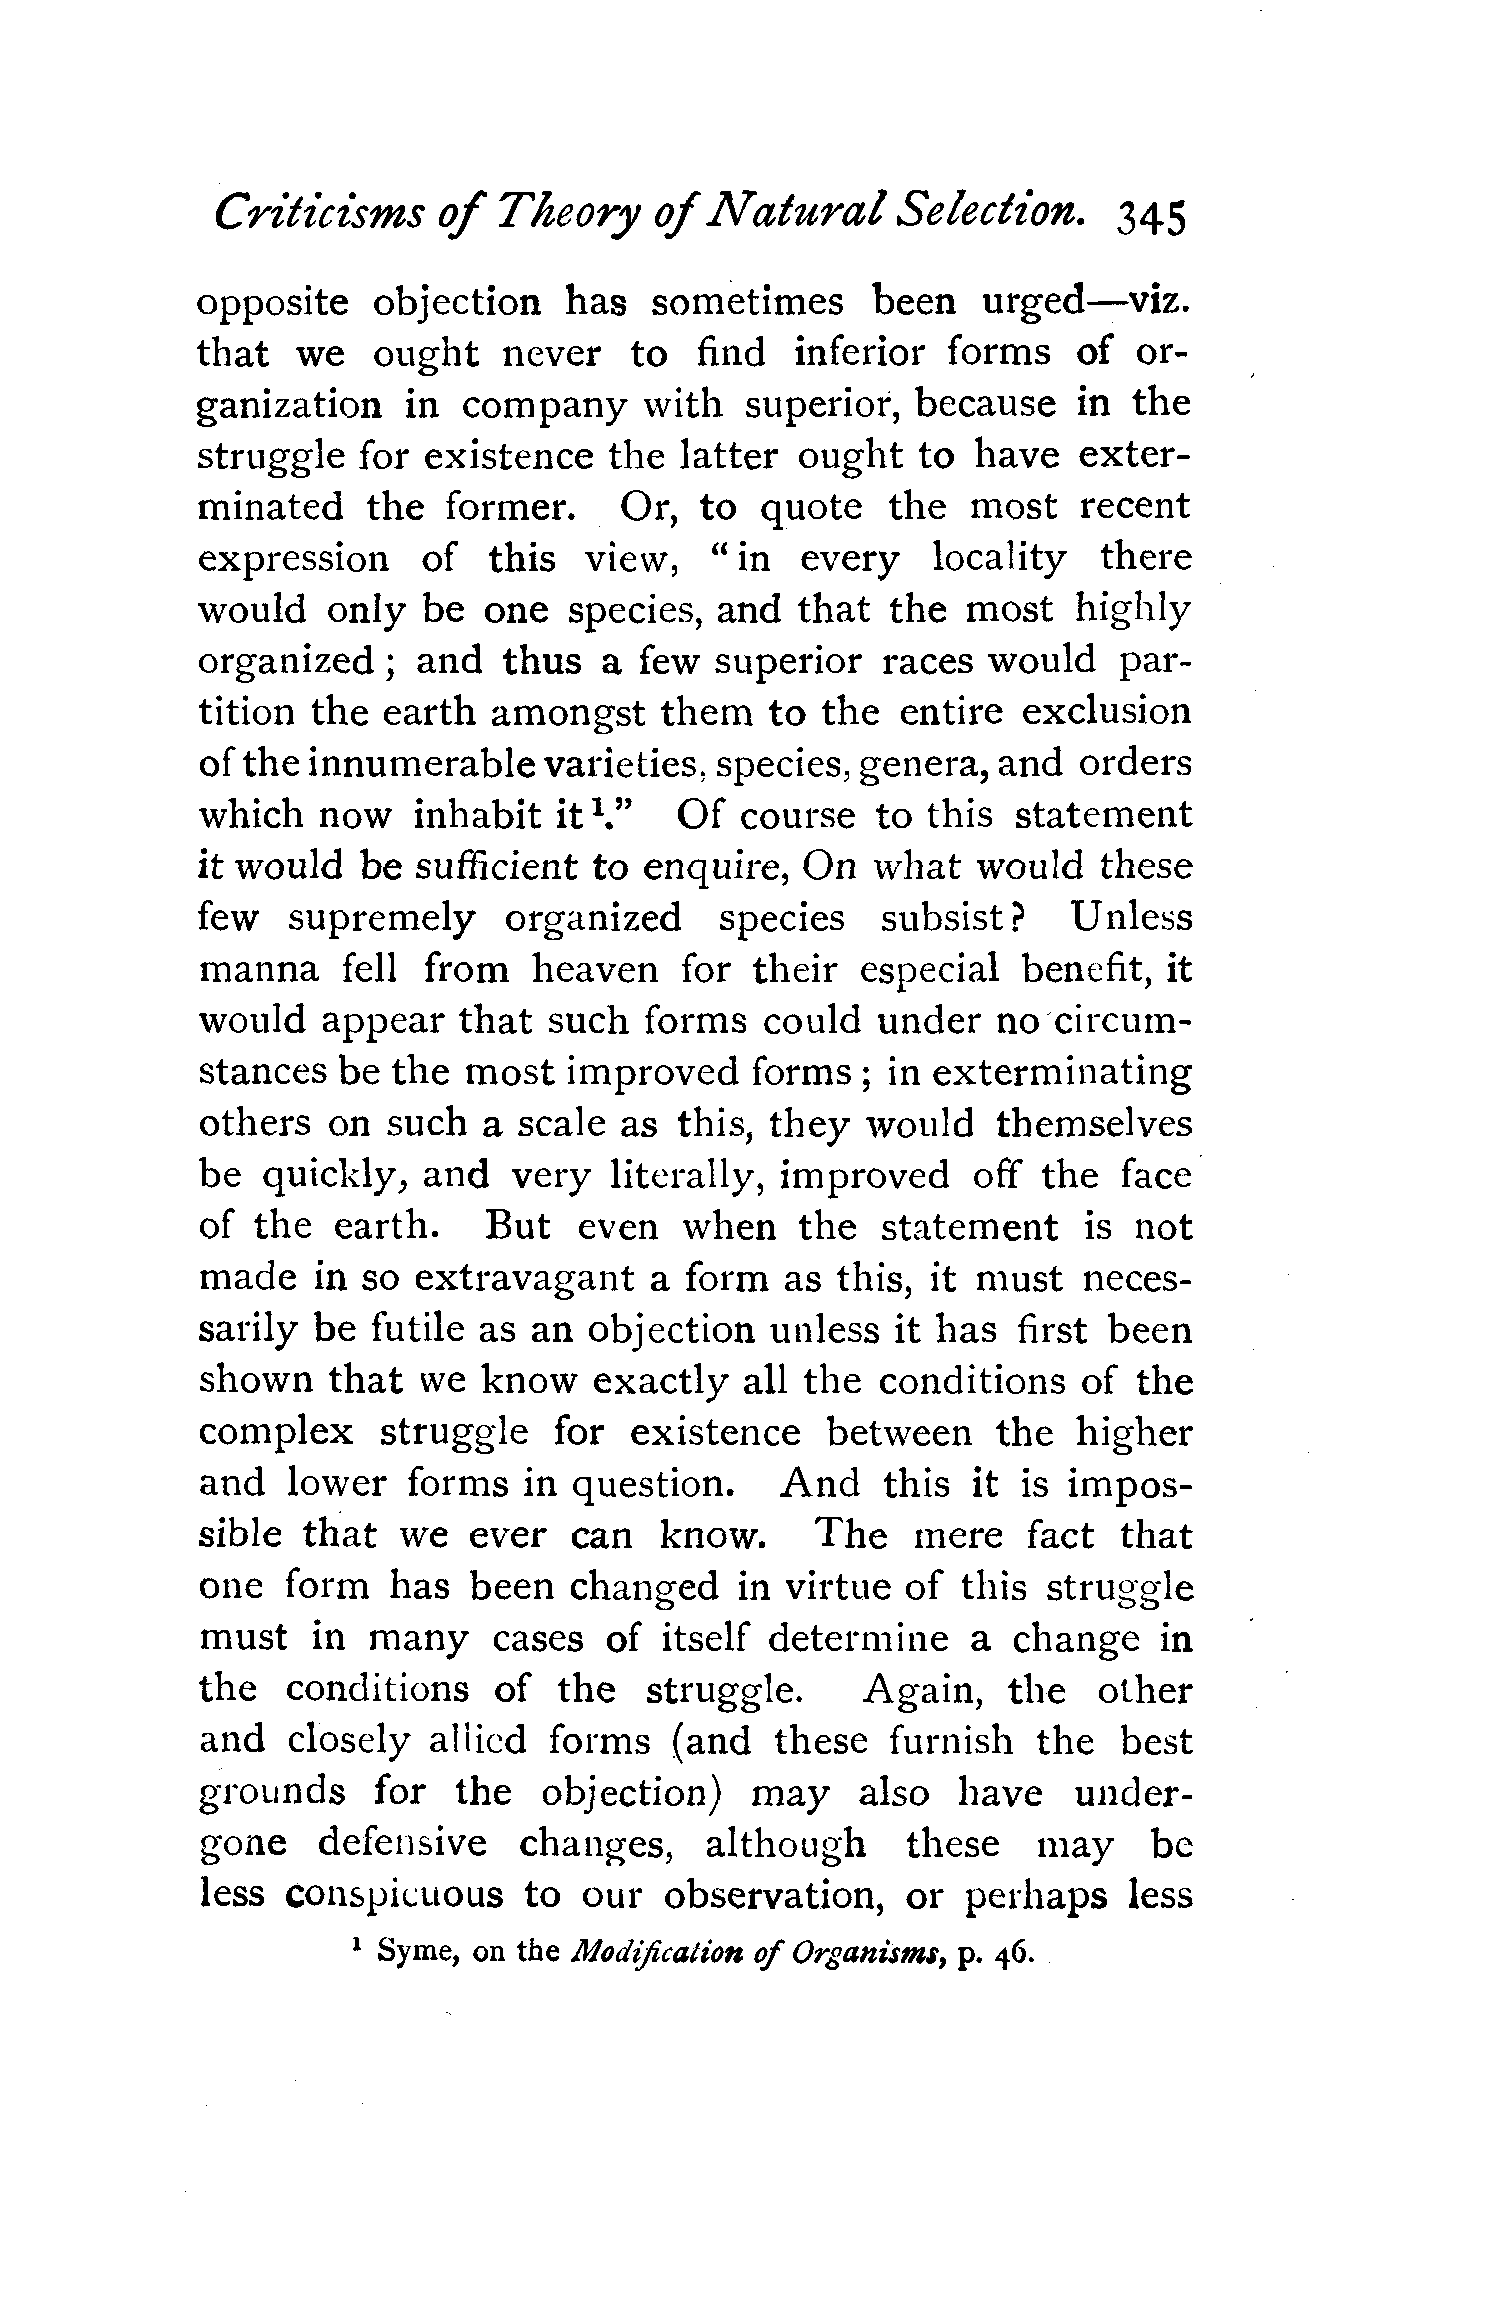 Criticisms of Theory of Natural Selection. 345
opposite objection has sometimes been urged—viz.
that we ought never to find inferior forms of or-
ganization in company with superior, because in the
struggle for existence the latter ought to have exter-
minated the former. Or, to quote the most recent
expression of this view, “in every locality there
would only be one species, and that the most highly
organized ; and thus a few superior races would par-
tition the earth amongst them to the entire exclusion
of the innumerable varieties, species, genera, and orders
which now inhabit it ¹.” Of course to this statement
it would be sufficient to enquire, On what would these
few supremely organized species subsist? Unless
manna fell from heaven for their especial benefit, it
would appear that such forms could under no circum-
stances be the most improved forms ; in exterminating
others on such a scale as this, they would themselves
be quickly, and very literally, improved off the face
of the earth. But even when the statement is not
made in so extravagant a form as this, it must neces-
sarily be futile as an objection unless it has first been
shown that we know exactly all the conditions of the
complex struggle for existence between the higher
and lower forms in question. And this it is impos-
sible that we ever can know. The mere fact that
one form has been changed in virtue of this struggle
must in many cases of itself determine a change in
the conditions of the struggle. Again, the other
and closely allied forms (and these furnish the best
grounds for the objection) may also have under-
gone defensive changes, although these may be
less conspicuous to our observation, or perhaps less
¹ Syme, on the Modification of Organisms, p. 46.